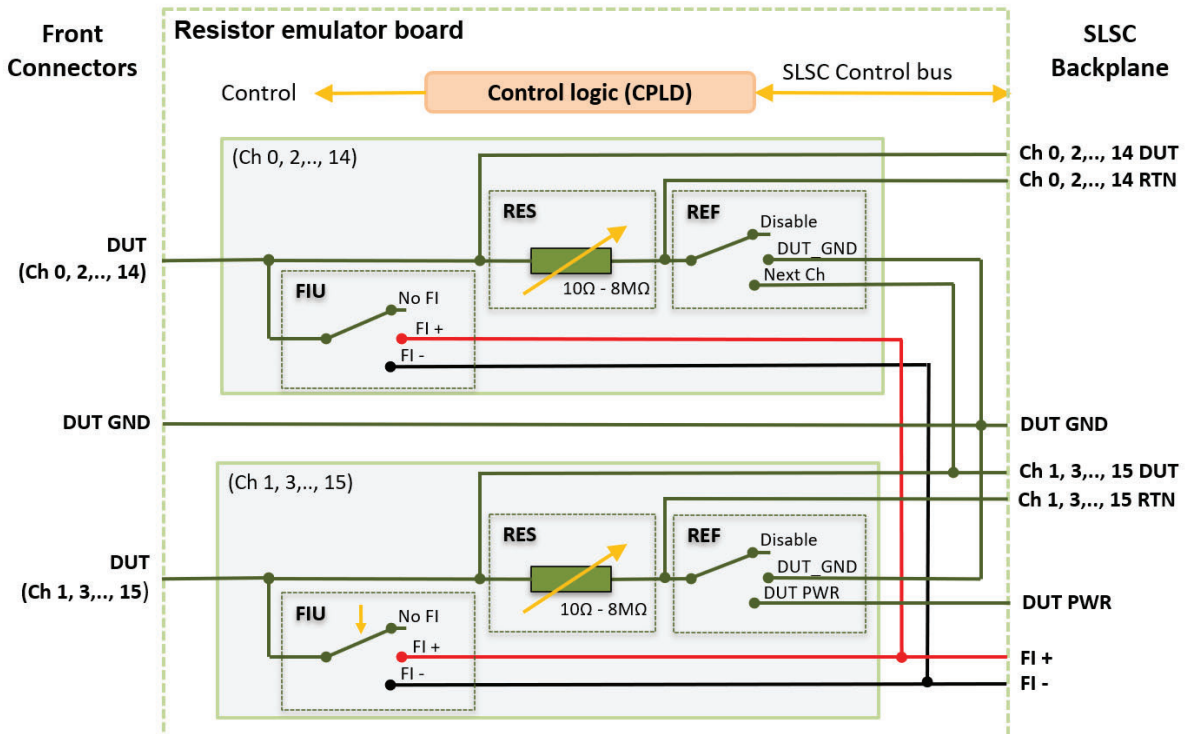 Front
Connectors
Resistor emulator board
SLSC
Backplane
Control
Control logic (CPLD)
SLSC Control bus
(Ch 0, 2,.., 14)
Ch 0, 2,.., 14 DUT
Ch 0, 2,.., 14 RTN
RES
REF
Disable
DUT_GND
Next Ch
10Ω - 8MΩ
DUT
(Ch 0, 2,.., 14)
FIU
No FI
FI +
FI -
DUT GND
DUT GND
(Ch 1, 3,.., 15)
Ch 1, 3,.., 15 DUT
Ch 1, 3,.., 15 RTN
RES
REF
Disable
DUT_GND
DUT PWR
10Ω - 8MΩ
DUT
(Ch 1, 3,.., 15)
FIU
No FI
FI +
FI -
DUT PWR
FI +
FI -